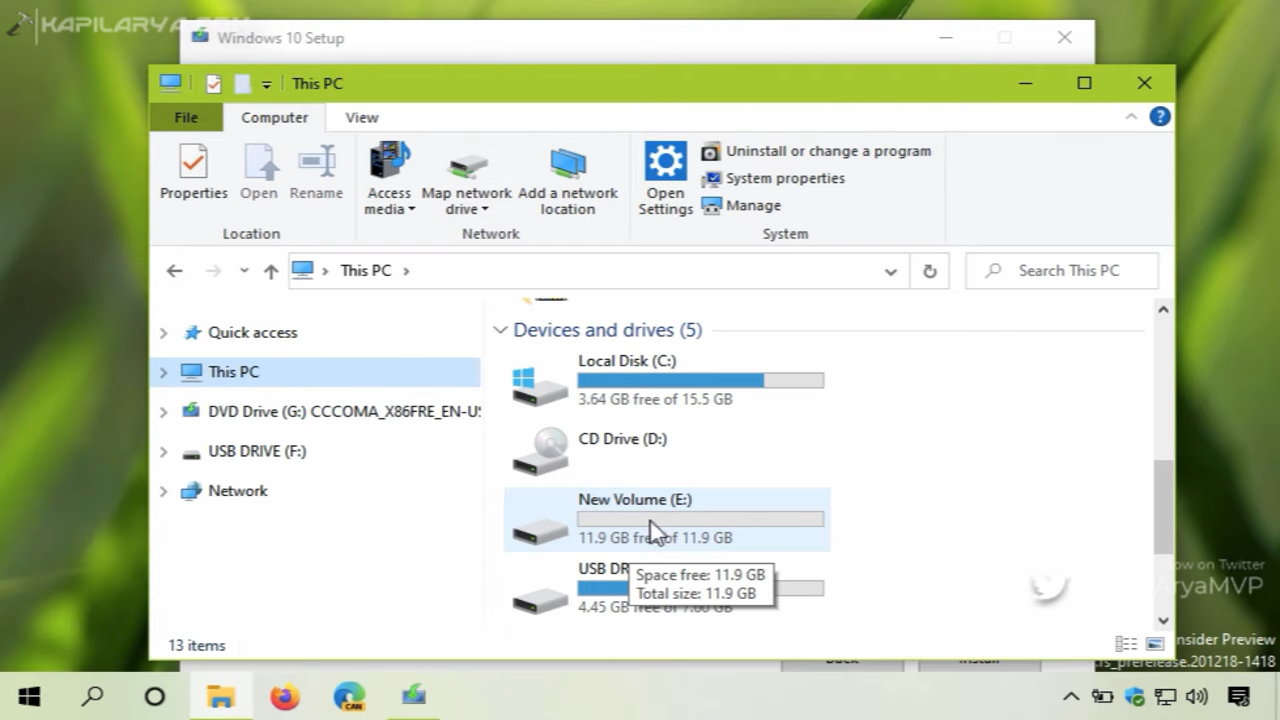 KAPILARYA.COM
Windows 10 Setup
This PC
File
Computer
View
Properties
Open
Rename
Access media
Map network drive
Add a network location
Open Settings
Uninstall or change a program
System properties
Manage
Location
Network
System
This PC
Search This PC
Quick access
This PC
DVD Drive (G:) CCCOMA_X86FRE_EN-US
USB DRIVE (F:)
Network
Devices and drives (5)
Local Disk (C:)
3.64 GB free of 15.5 GB
CD Drive (D:)
New Volume (E:)
11.9 GB free of 11.9 GB
USB DR
Space free: 11.9 GB
Total size: 11.9 GB
4.45 GB free of 7.60 GB
on Twitter
AryaMVP
13 items
nsider Preview
rs_prerelease.201218-1418
Back
Install
CAN